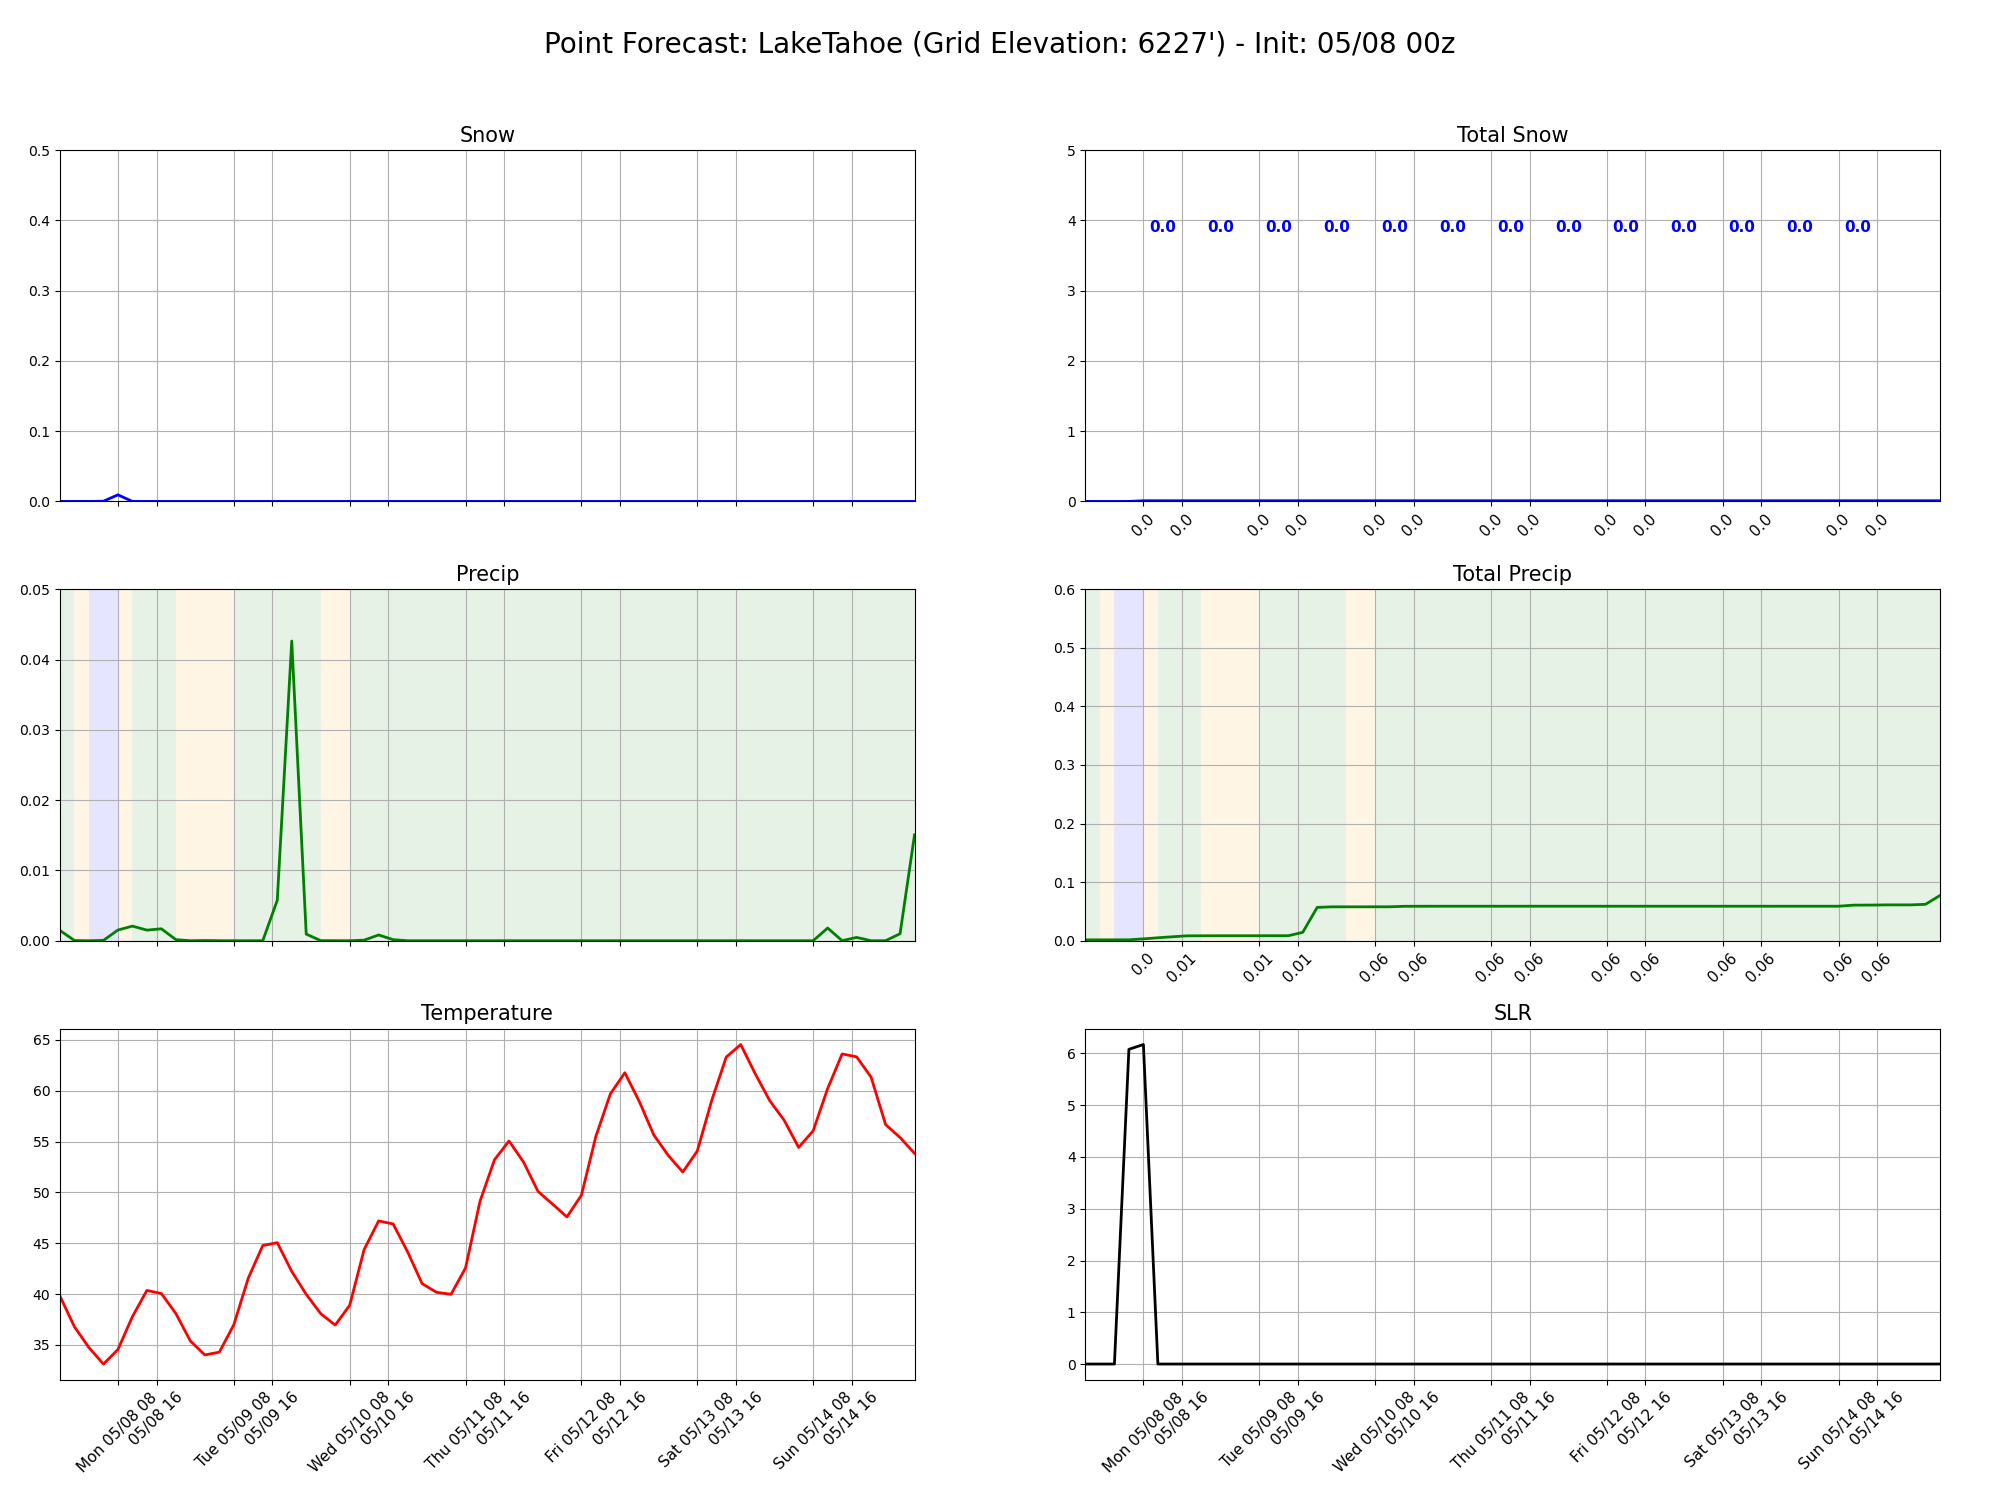 Point Forecast: LakeTahoe (Grid Elevation: 6227') - Init: 05/08 00z
Snow
0.5
0.4
0.3
0.2
0.1
0.0
Total Snow
5
4
3
2
1
0
0.0 0.0 0.0 0.0 0.0 0.0 0.0 0.0 0.0 0.0 0.0 0.0 0.0
0.0 0.0 0.0 0.0 0.0 0.0 0.0 0.0 0.0 0.0 0.0 0.0 0.0 0.0
Precip
0.05
0.04
0.03
0.02
0.01
0.00
Total Precip
0.6
0.5
0.4
0.3
0.2
0.1
0.0
0.0 0.01 0.01 0.01 0.06 0.06 0.06 0.06 0.06 0.06 0.06 0.06 0.06 0.06
Temperature
65
60
55
50
45
40
35
Mon 05/08 08
05/08 16
Tue 05/09 08
05/09 16
Wed 05/10 08
05/10 16
Thu 05/11 08
05/11 16
Fri 05/12 08
05/12 16
Sat 05/13 08
05/13 16
Sun 05/14 08
05/14 16
SLR
6
5
4
3
2
1
0
Mon 05/08 08
05/08 16
Tue 05/09 08
05/09 16
Wed 05/10 08
05/10 16
Thu 05/11 08
05/11 16
Fri 05/12 08
05/12 16
Sat 05/13 08
05/13 16
Sun 05/14 08
05/14 16